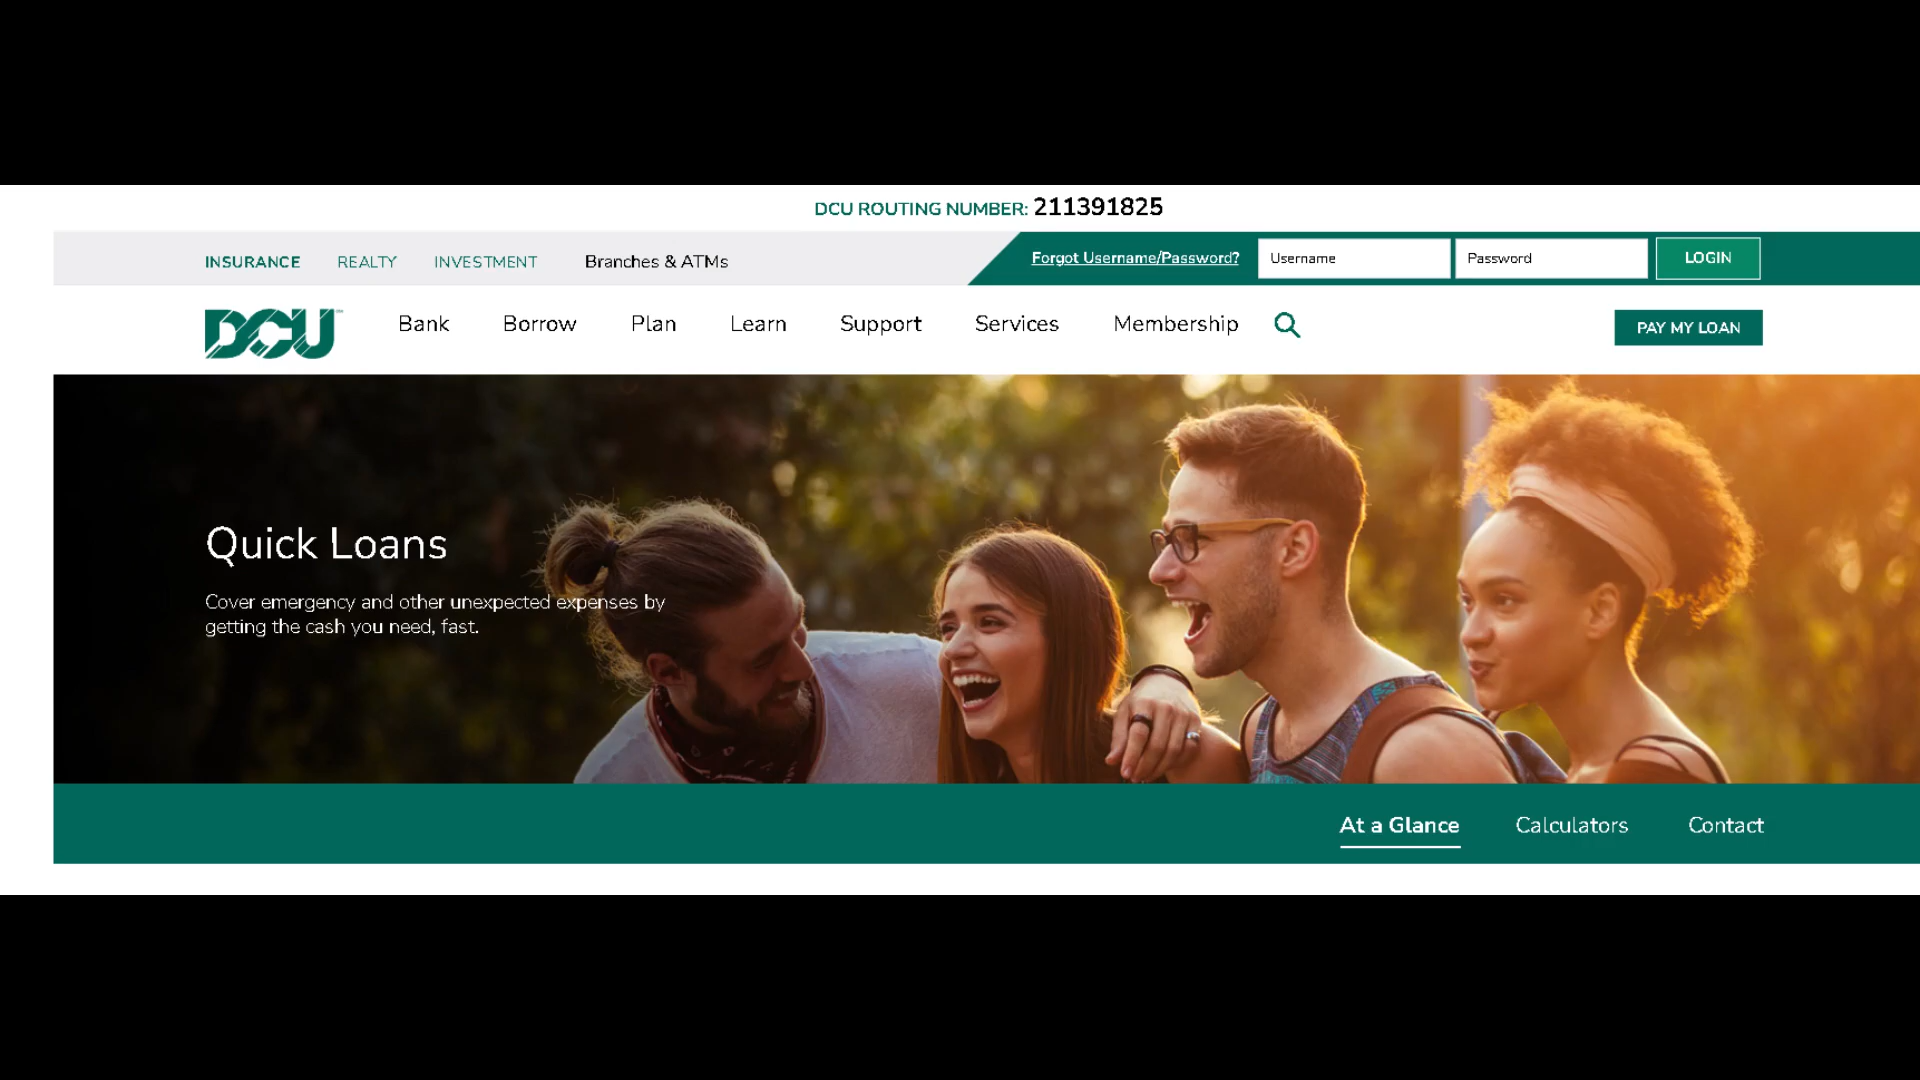 DCU ROUTING NUMBER: 211391825
INSURANCE REALTY INVESTMENT Branches & ATMs Forgot Username/Password? Username Password LOGIN
DCU Bank Borrow Plan Learn Support Services Membership PAY MY LOAN
Quick Loans
Cover emergency and other unexpected expenses by
getting the cash you need, fast.
At a Glance Calculators Contact